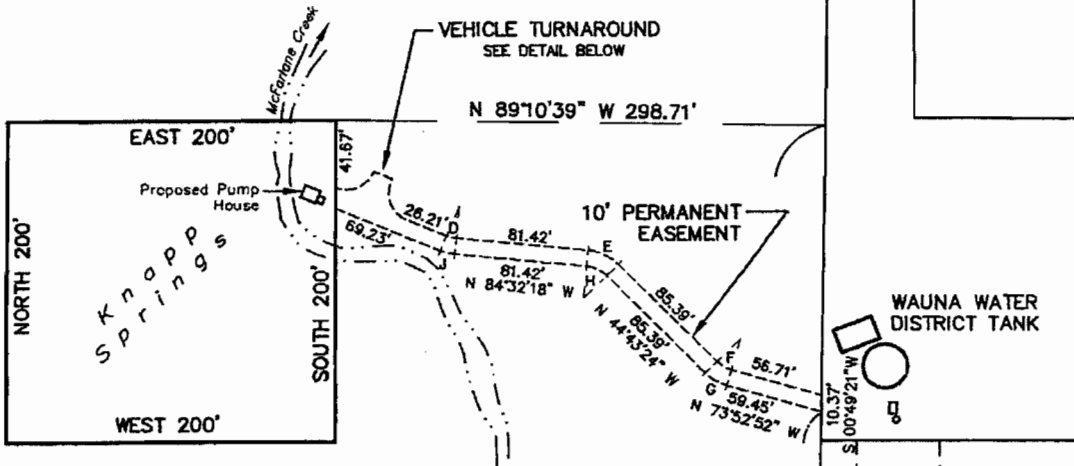 McFarlane Creek
VEHICLE TURNAROUND
SEE DETAIL BELOW
N 89°10'39" W 298.71'
EAST 200'
41.67'
Proposed Pump
House
NORTH 200'
Knapp
Springs
SOUTH 200'
WEST 200'
26.21'
D
69.23'
J
81.42'
81.42'
N 84°32'18" W
E
H
10' PERMANENT
EASEMENT
85.39'
85.39'
N 44°43'24" W
F
G
56.71'
59.45'
N 73°52'52" W
10.37'
S 00°49'21" W
WAUNA WATER
DISTRICT TANK